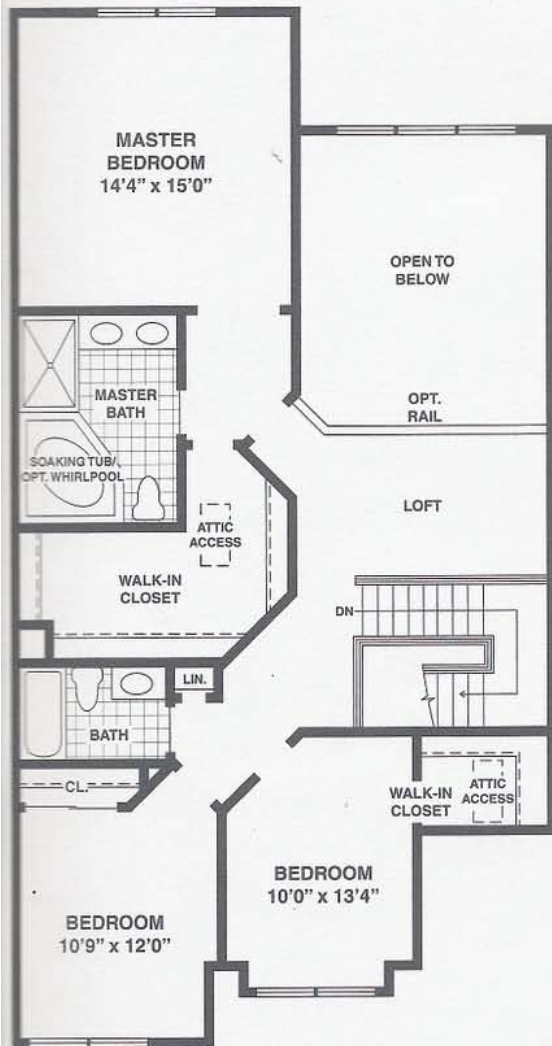 MASTER
BEDROOM
14'4" x 15'0"
OPEN TO
BELOW
MASTER
BATH
OPT.
RAIL
SOAKING TUB/
OPT. WHIRLPOOL
LOFT
ATTIC
ACCESS
WALK-IN
CLOSET
DN
LIN.
BATH
CL.
WALK-IN
CLOSET
ATTIC
ACCESS
BEDROOM
10'0" x 13'4"
BEDROOM
10'9" x 12'0"